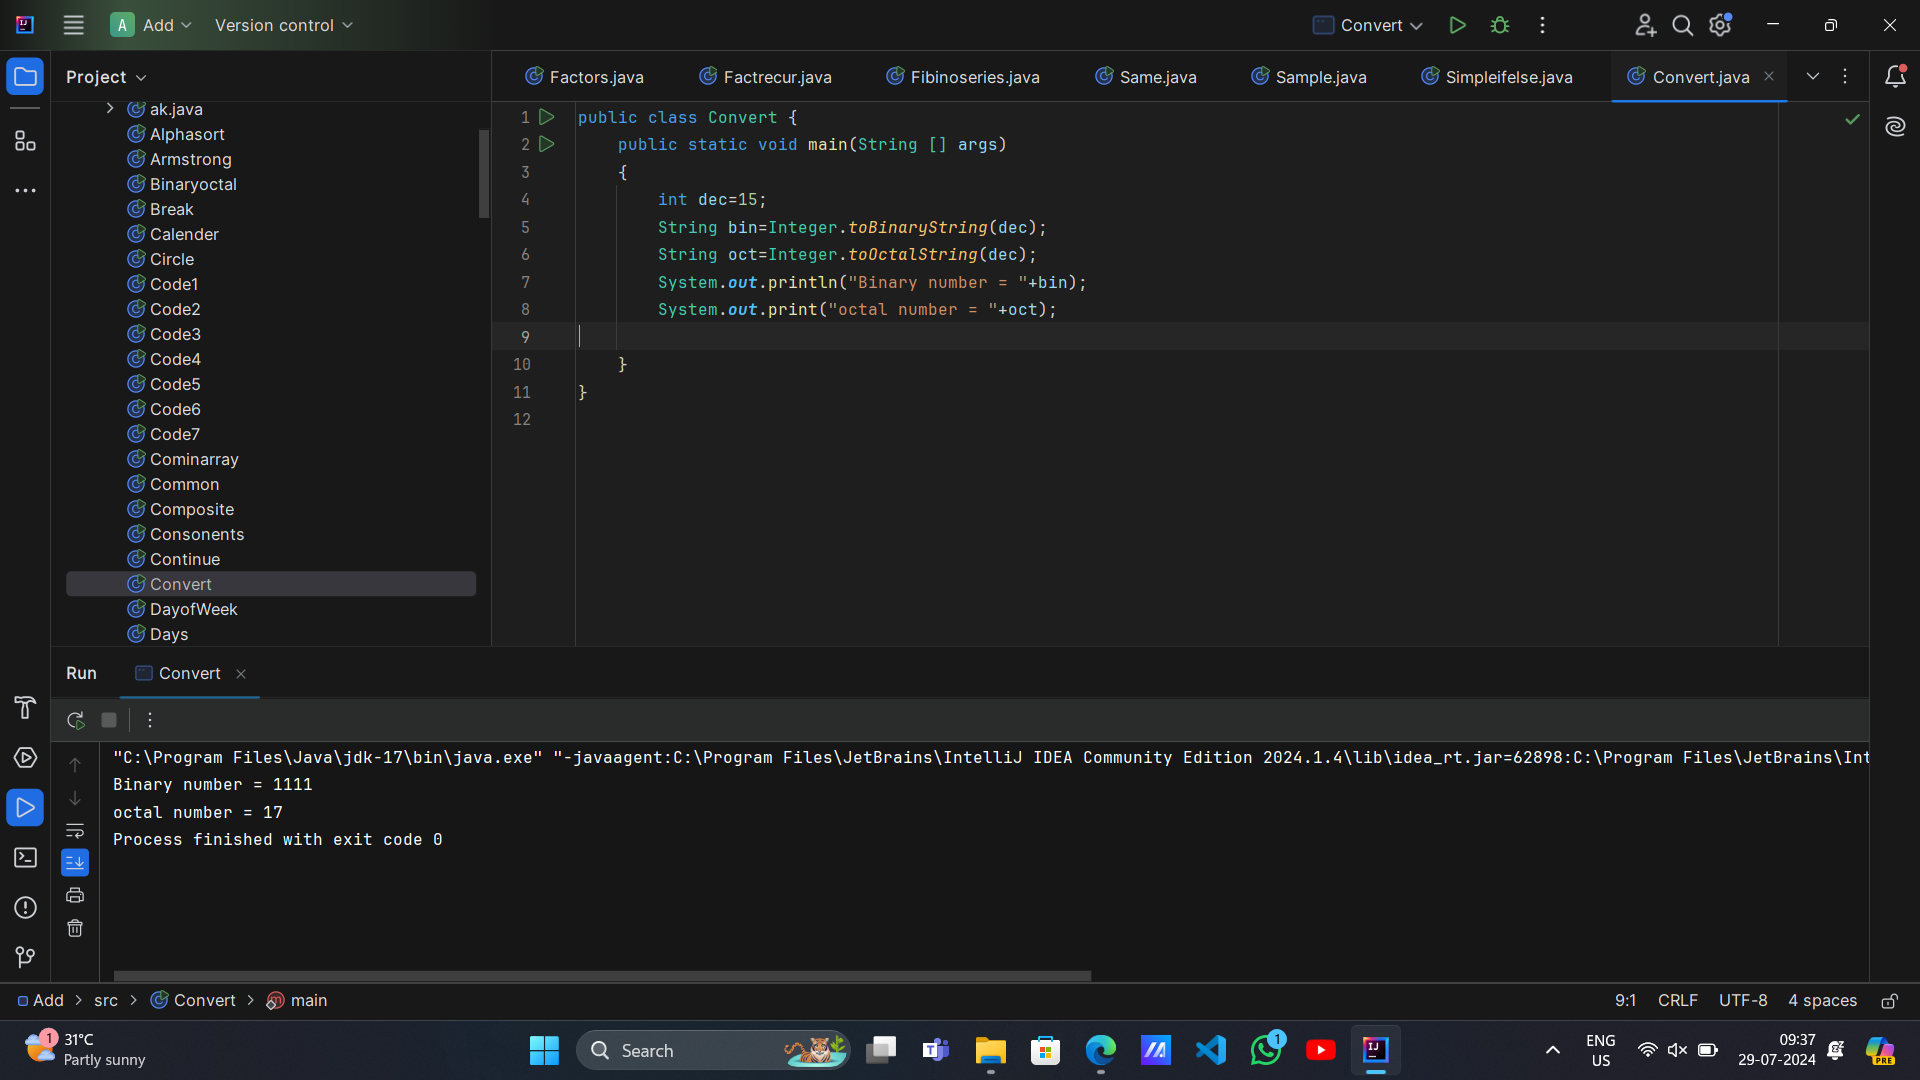 A Add Version control Convert
Project
Factors.java Factrecur.java Fibinoseries.java Same.java Sample.java Simpleifelse.java Convert.java
ak.java
Alphasort
Armstrong
Binaryoctal
Break
Calender
Circle
Code1
Code2
Code3
Code4
Code5
Code6
Code7
Cominarray
Common
Composite
Consonents
Continue
Convert
DayofWeek
Days
1 public class Convert {
2 public static void main(String [] args)
3 {
4 int dec=15;
5 String bin=Integer.toBinaryString(dec);
6 String oct=Integer.toOctalString(dec);
7 System.out.println("Binary number = "+bin);
8 System.out.print("octal number = "+oct);
9
10 }
11 }
12
Run Convert
"C:\Program Files\Java\jdk-17\bin\java.exe" "-javaagent:C:\Program Files\JetBrains\IntelliJ IDEA Community Edition 2024.1.4\lib\idea_rt.jar=62898:C:\Program Files\JetBrains\Int
Binary number = 1111
octal number = 17
Process finished with exit code 0
Add > src > Convert > main 9:1 CRLF UTF-8 4 spaces
1 31°C
Partly sunny
Search
1
PRE
ENG
US
09:37
29-07-2024